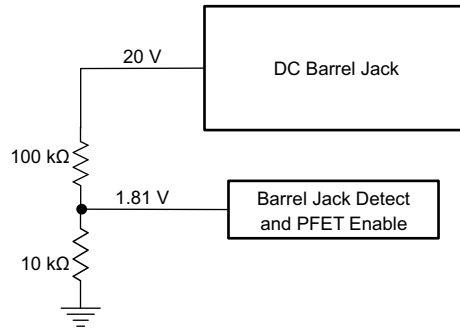 20 V
DC Barrel Jack
100 kΩ
1.81 V
Barrel Jack Detect
and PFET Enable
10 kΩ